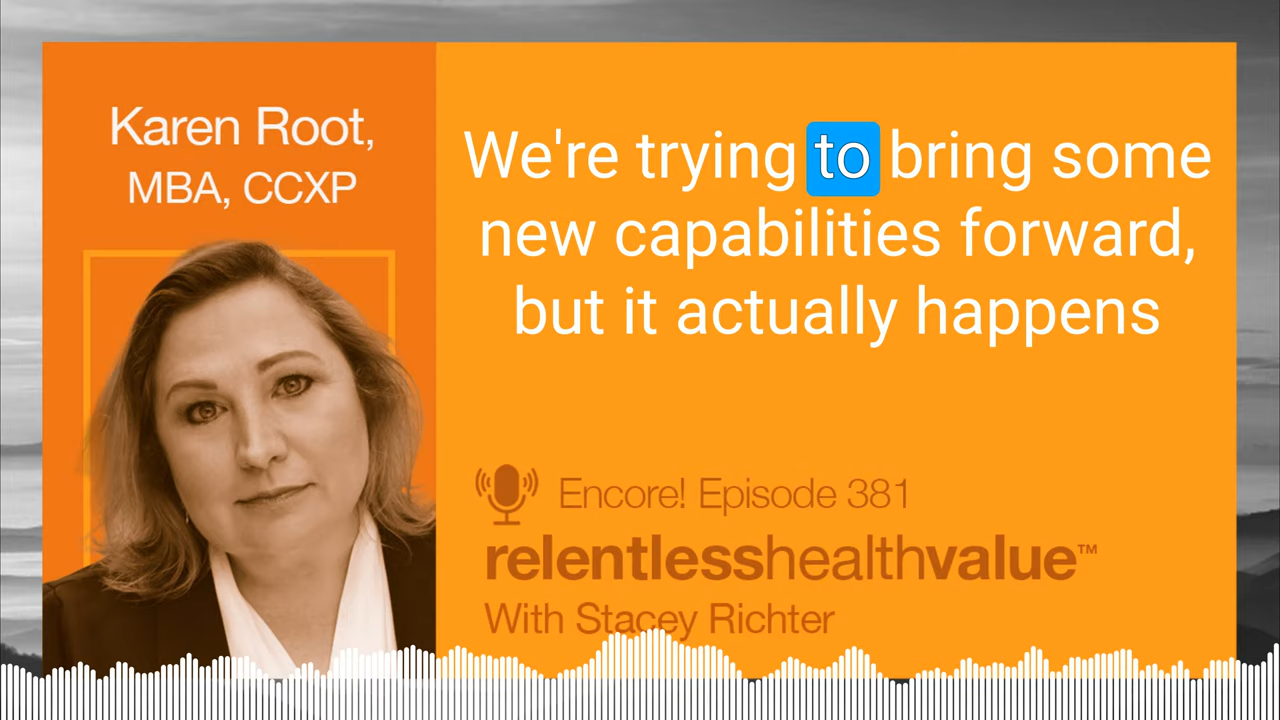 Karen Root,
MBA, CCXP
We're trying to bring some
new capabilities forward,
but it actually happens
Encore! Episode 381
relentlesshealthvalue™
With Stacey Richter